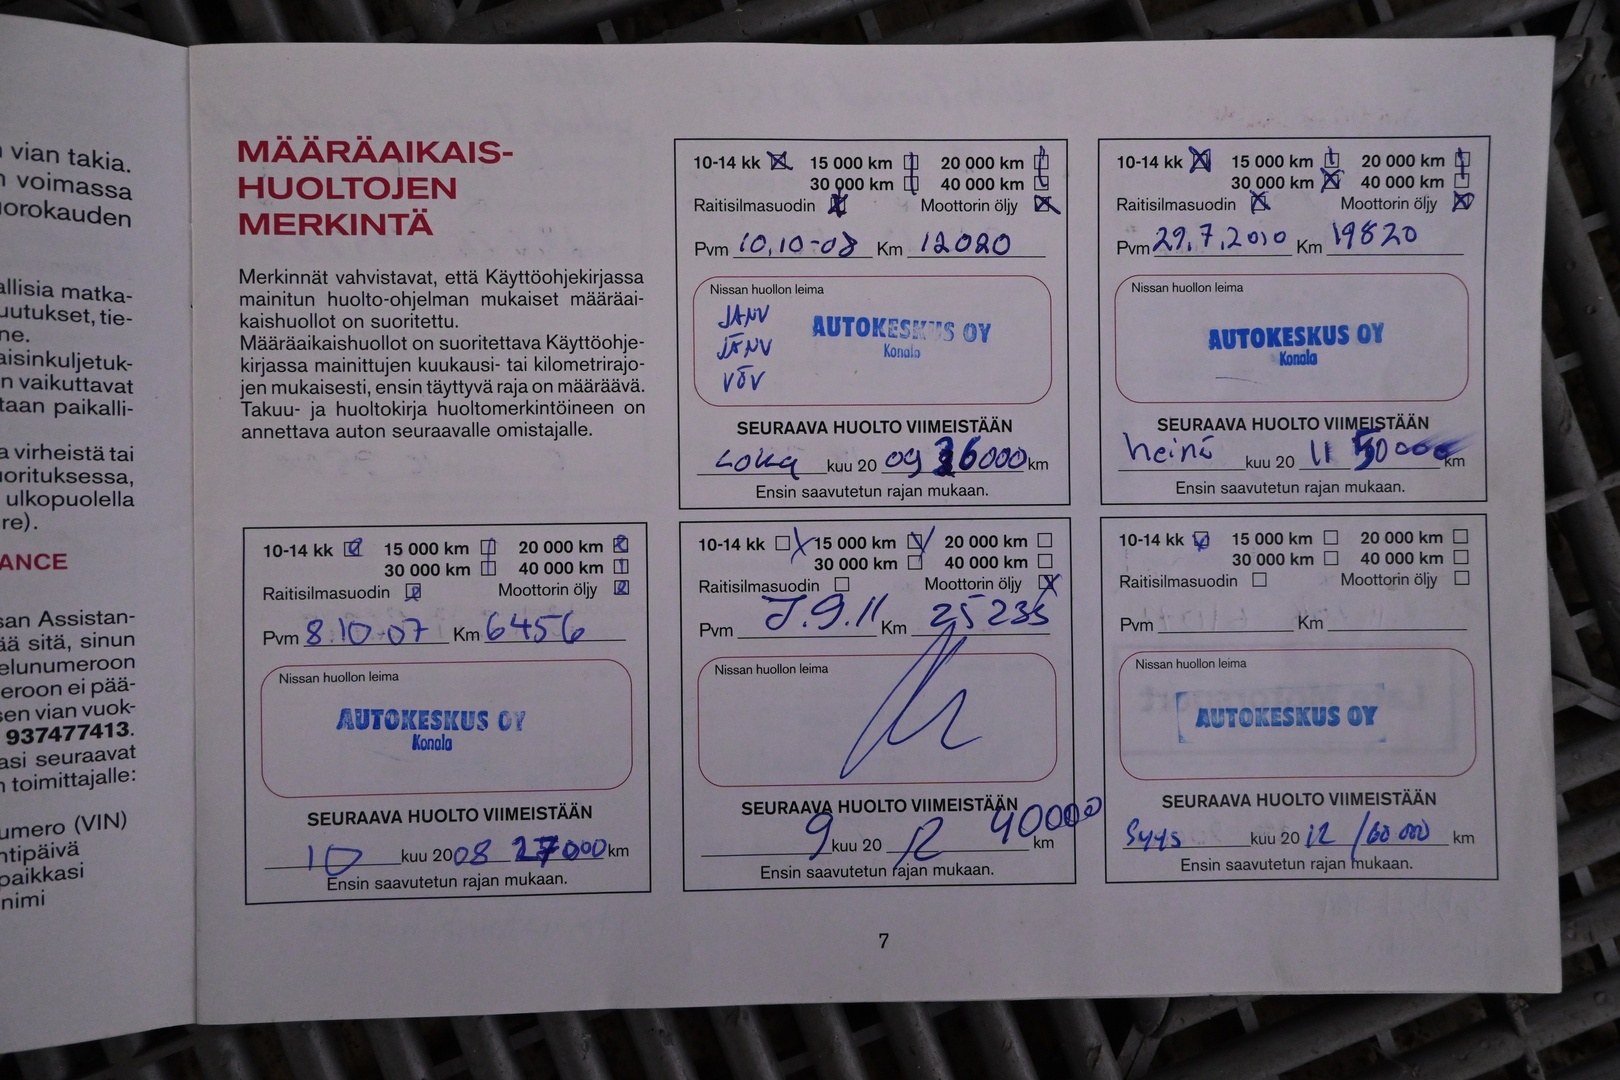 vian takia.
voimassa
orokauden
allisia matka-
uutukset, tie-
ne.
aisinkuljetuk-
n vaikuttavat
taan paikalli-
a virheistä tai
uorituksessa,
ulkopuolella
re).
ANCE
san Assistan-
ää sitä, sinun
elunumeroon
eroon ei pää-
sen vian vuok-
937477413.
asi seuraavat
n toimittajalle:
umero (VIN)
ntipäivä
paikkasi
nimi
MÄÄRÄAIKAIS-
HUOLTOJEN
MERKINTÄ
Merkinnät vahvistavat, että Käyttöohjekirjassa
mainitun huolto-ohjelman mukaiset määräai-
kaishuollot on suoritettu.
Määräaikaishuollot on suoritettava Käyttöohje-
kirjassa mainittujen kuukausi- tai kilometrirajo-
jen mukaisesti, ensin täyttyvä raja on määräävä.
Takuu- ja huoltokirja huoltomerkintöineen on
annettava auton seuraavalle omistajalle.
10-14 kk 15 000 km 20 000 km
30 000 km 40 000 km
Raitisilmasuodin Moottorin öljy
Pvm 10.10-08 Km 12020
Nissan huollon leima
JANV
JÄNV
VÖV
AUTOKESKUS OY
Konala
SEURAAVA HUOLTO VIIMEISTÄÄN
Loka kuu 20 09 36000 km
Ensin saavutetun rajan mukaan.
10-14 kk 15 000 km 20 000 km
30 000 km 40 000 km
Raitisilmasuodin Moottorin öljy
Pvm 29.7.2010 Km 19820
Nissan huollon leima
AUTOKESKUS OY
Konala
SEURAAVA HUOLTO VIIMEISTÄÄN
heinä kuu 20 11 50000 km
Ensin saavutetun rajan mukaan.
10-14 kk 15 000 km 20 000 km
30 000 km 40 000 km
Raitisilmasuodin Moottorin öljy
Pvm 8.10-07 Km 6456
Nissan huollon leima
AUTOKESKUS OY
Konala
SEURAAVA HUOLTO VIIMEISTÄÄN
10 kuu 20 08 27000 km
Ensin saavutetun rajan mukaan.
10-14 kk 15 000 km 20 000 km
30 000 km 40 000 km
Raitisilmasuodin Moottorin öljy
Pvm 7.9.11 Km 25235
Nissan huollon leima
SEURAAVA HUOLTO VIIMEISTÄÄN
9 kuu 20 12 40000 km
Ensin saavutetun rajan mukaan.
10-14 kk 15 000 km 20 000 km
30 000 km 40 000 km
Raitisilmasuodin Moottorin öljy
Pvm Km
Nissan huollon leima
AUTOKESKUS OY
SEURAAVA HUOLTO VIIMEISTÄÄN
Syys kuu 20 12 /60 000 km
Ensin saavutetun rajan mukaan.
7